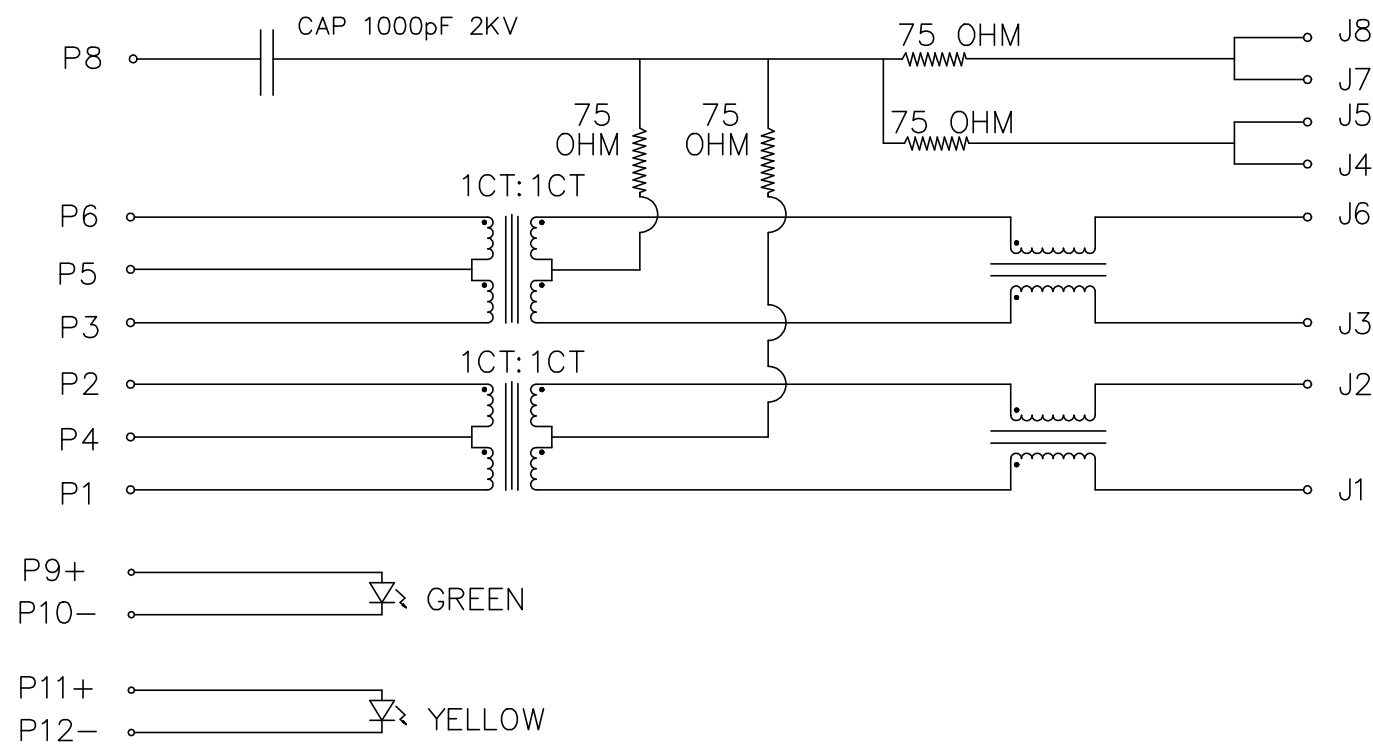 CAP 1000pF 2KV
P8
75 OHM
J8
J7
75
OHM
75
OHM
75 OHM
J5
J4
1CT:1CT
P6
J6
P5
P3
J3
1CT:1CT
P2
J2
P4
P1
J1
P9+
GREEN
P10-
P11+
YELLOW
P12-